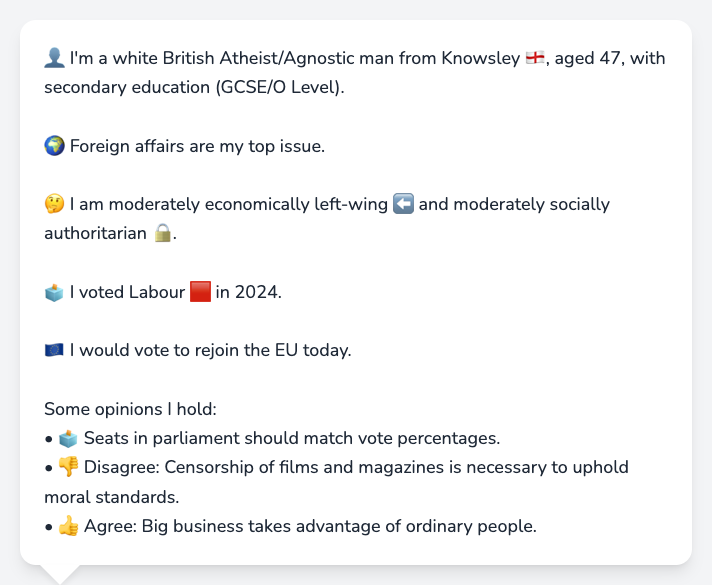 👤 I'm a white British Atheist/Agnostic man from Knowsley 🏴󠁧󠁢󠁥󠁮󠁧󠁿, aged 47, with
secondary education (GCSE/O Level).
🌍 Foreign affairs are my top issue.
🤔 I am moderately economically left-wing ⬅️ and moderately socially
authoritarian 🔒.
🗳️ I voted Labour 🟥 in 2024.
🇪🇺 I would vote to rejoin the EU today.
Some opinions I hold:
• 🗳️ Seats in parliament should match vote percentages.
• 👎 Disagree: Censorship of films and magazines is necessary to uphold
moral standards.
• 👍 Agree: Big business takes advantage of ordinary people.